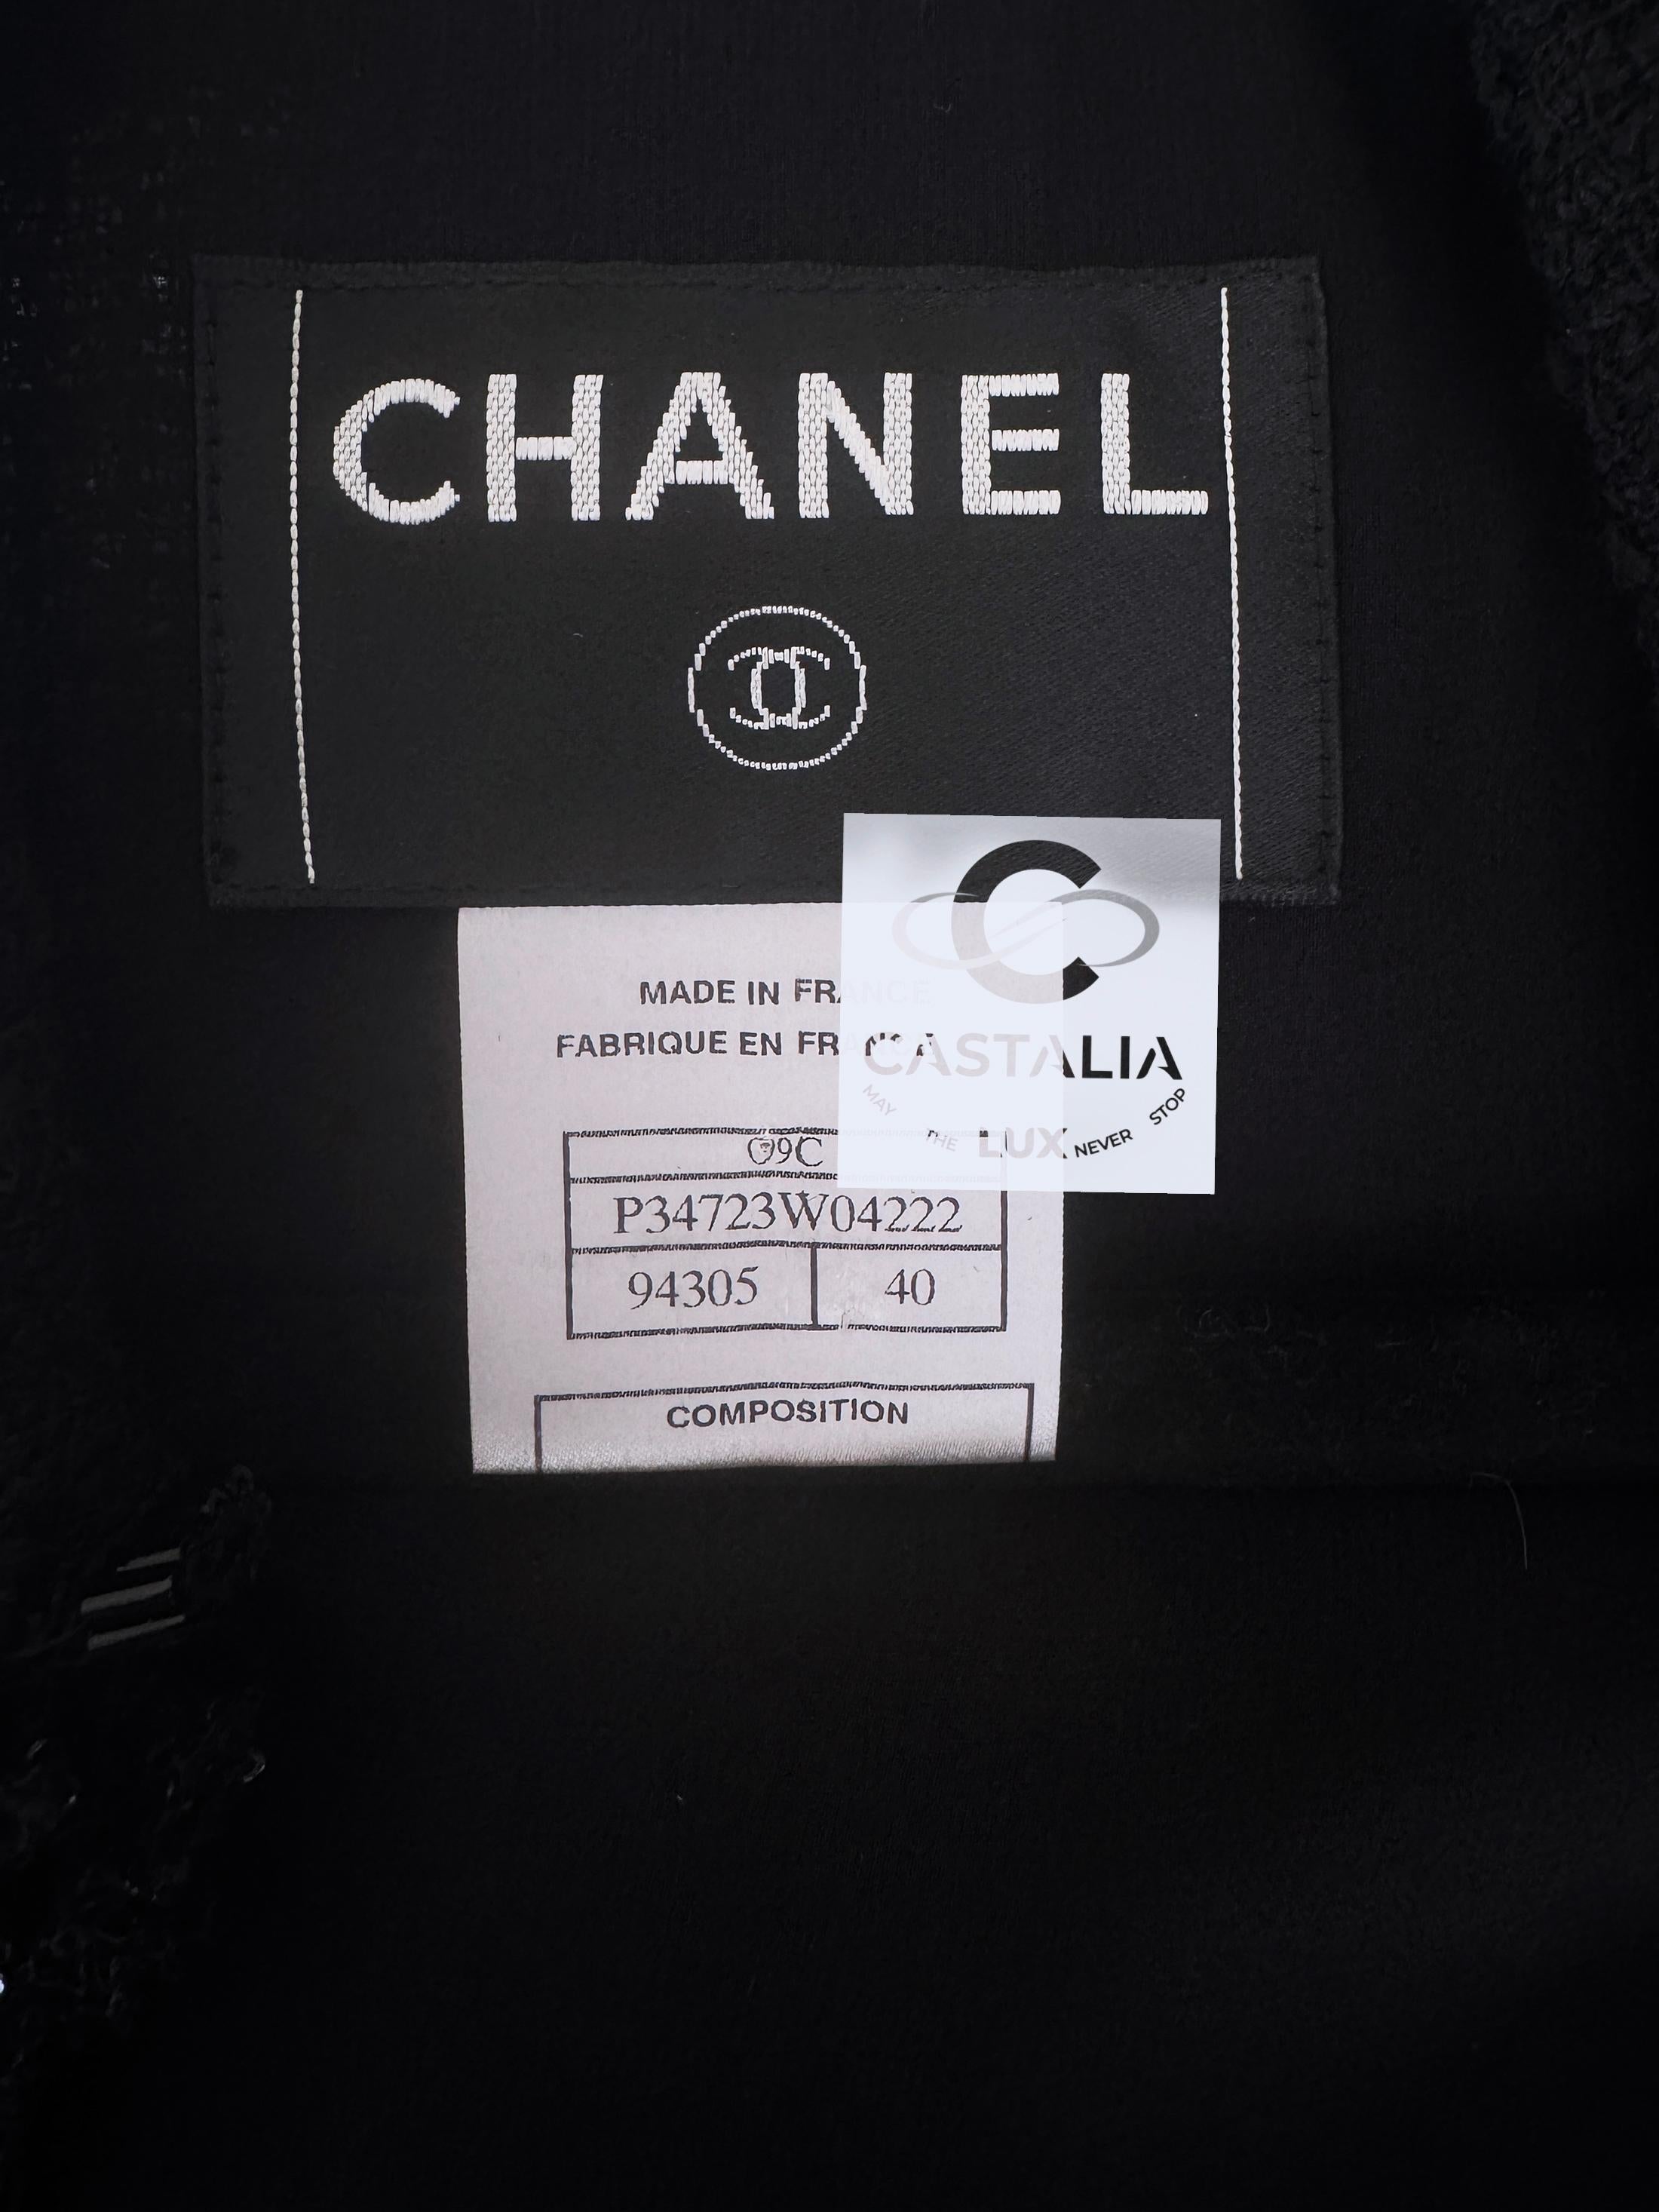 CHANEL
MADE IN FRANCE
FABRIQUE EN FRANCE
CASTALIA
MAY THE LUX NEVER STOP
09C
P34723W04222
94305 40
COMPOSITION